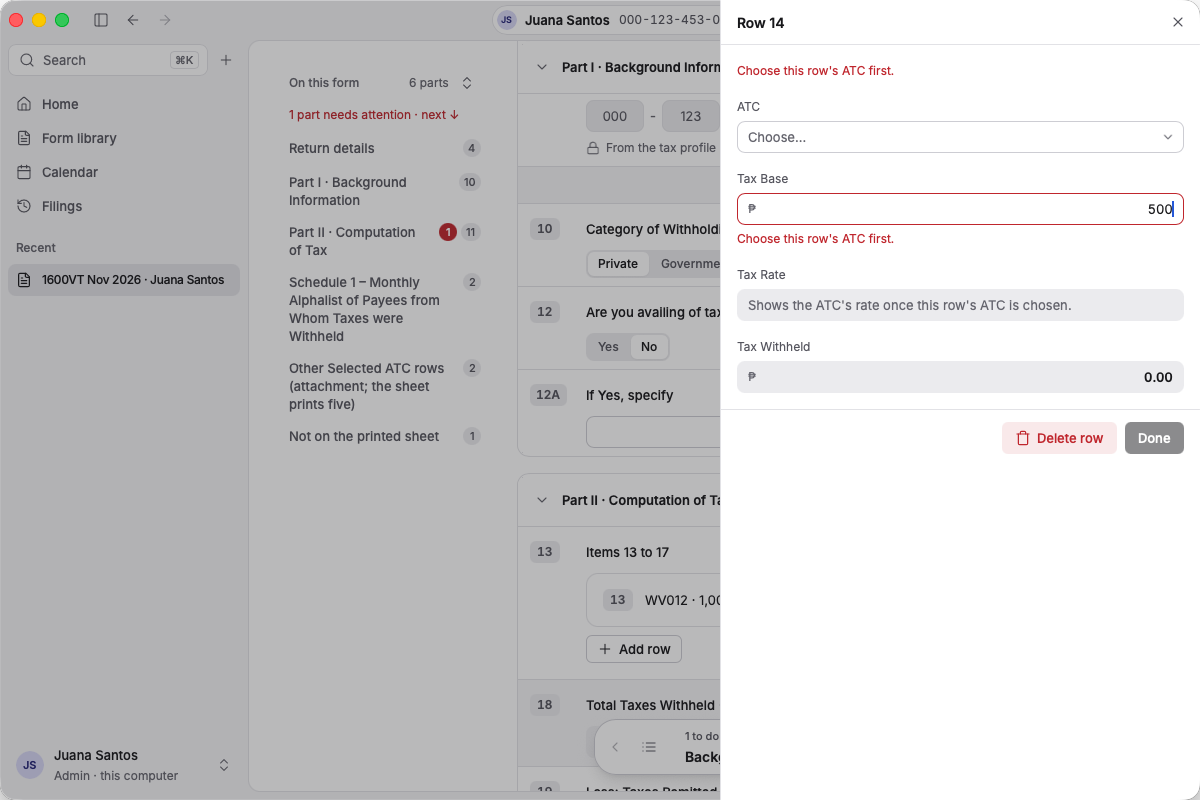 JS Juana Santos 000-123-453-0
Search ⌘K
Home
Form library
Calendar
Filings
Recent
1600VT Nov 2026 · Juana Santos
JS
Juana Santos
Admin · this computer
On this form 6 parts
1 part needs attention · next ↓
Return details 4
Part I · Background 10
Information
Part II · Computation 1 11
of Tax
Schedule 1 – Monthly 2
Alphalist of Payees from
Whom Taxes were
Withheld
Other Selected ATC rows 2
(attachment; the sheet
prints five)
Not on the printed sheet 1
Part I · Background Inforn
000 - 123
From the tax profile
10 Category of Withholdi
Private Governme
12 Are you availing of tax
Yes No
12A If Yes, specify
Part II · Computation of Ta
13 Items 13 to 17
13 WV012 · 1,00
+ Add row
18 Total Taxes Withheld
1 to do
Backg
19 Less: Taxes Remitted
Row 14
Choose this row's ATC first.
ATC
Choose...
Tax Base
₱ 500
Choose this row's ATC first.
Tax Rate
Shows the ATC's rate once this row's ATC is chosen.
Tax Withheld
₱ 0.00
Delete row Done